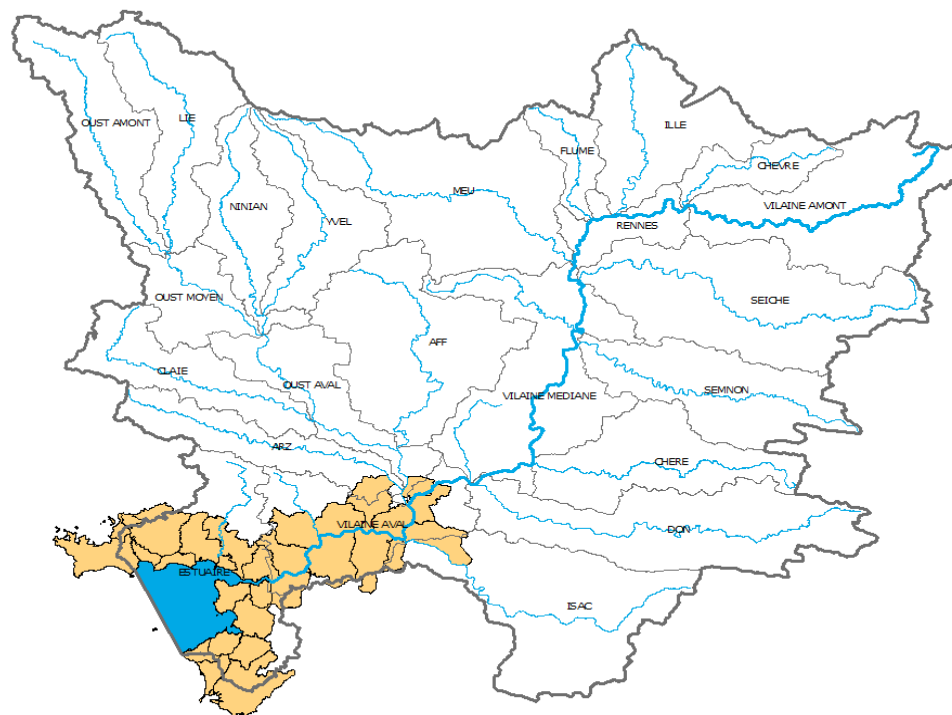 OUST AMONT
LIE
ILLE
FLUME
CHEVRE
MEU
NINIAN
VILAINE AMONT
YVEL
RENNES
OUST MOYEN
SEICHE
AFF
CLAIE
OUST AVAL
SEMNON
VILAINE MEDIANE
ARZ
CHERE
VILAINE AVAL
DON
ESTUAIRE
ISAC